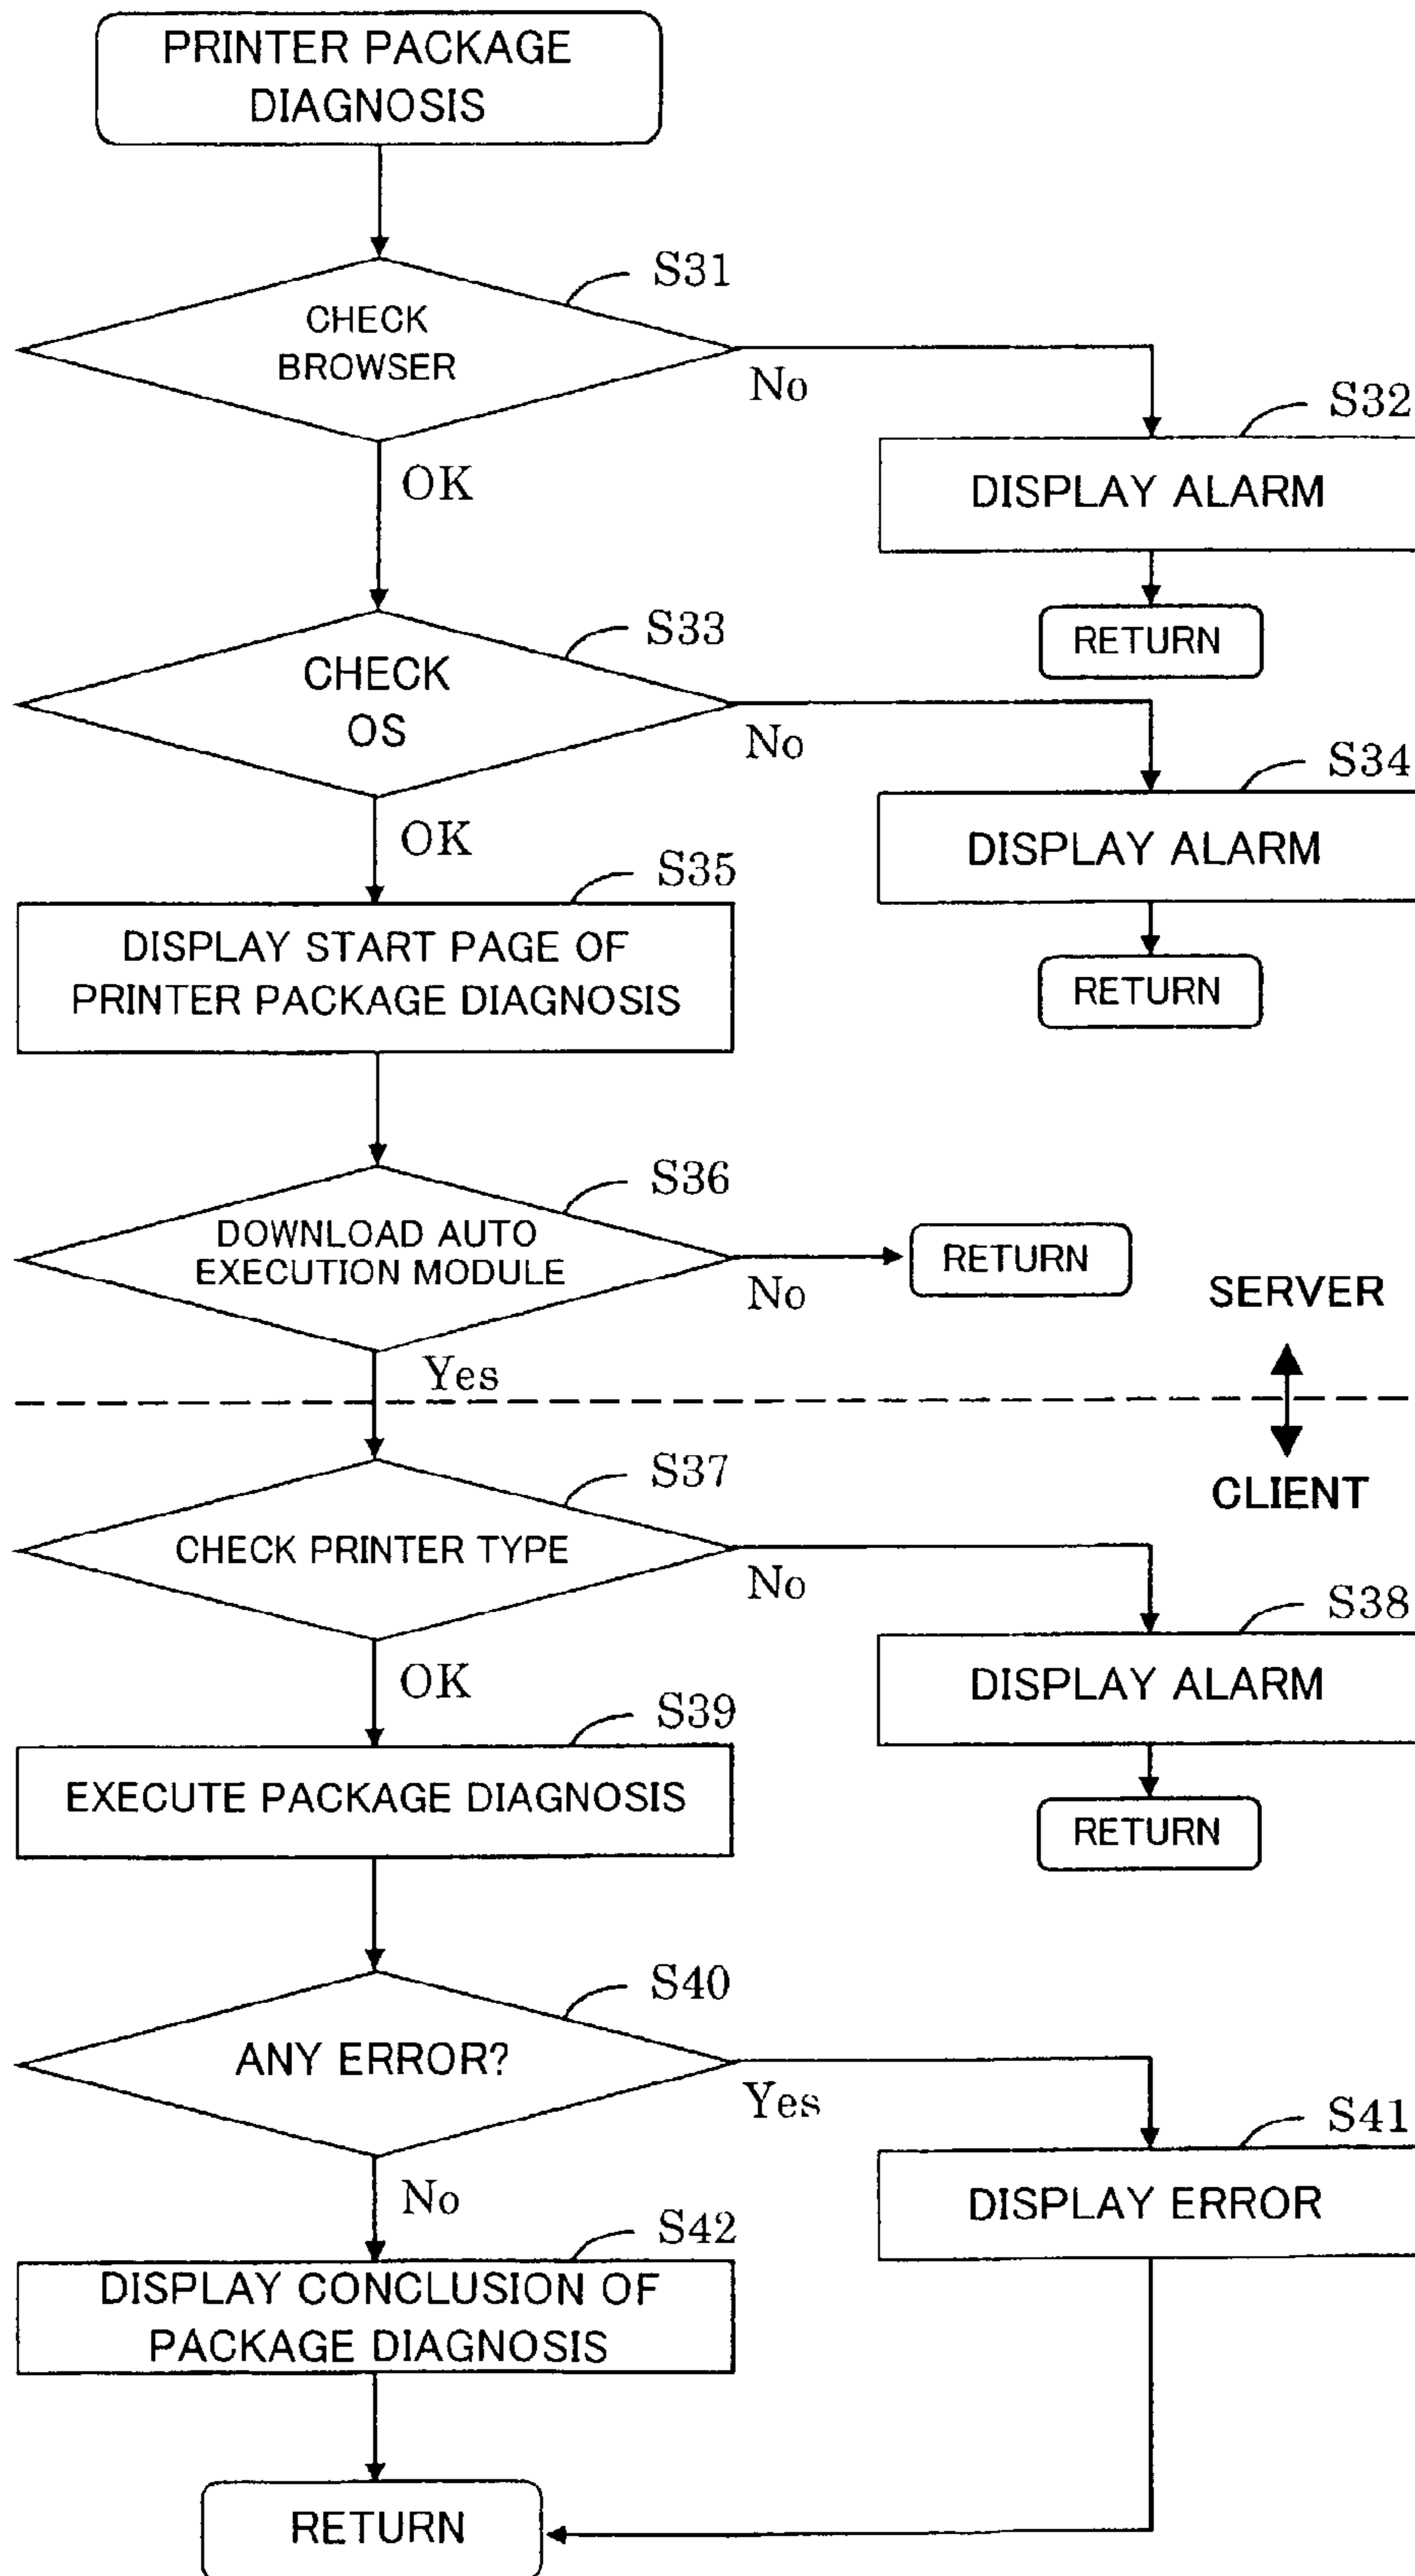 PRINTER PACKAGE
DIAGNOSIS
S31
CHECK
BROWSER
No
S32
DISPLAY ALARM
OK
RETURN
S33
CHECK
OS
No
S34
DISPLAY ALARM
OK
RETURN
S35
DISPLAY START PAGE OF
PRINTER PACKAGE DIAGNOSIS
S36
DOWNLOAD AUTO
EXECUTION MODULE
No
RETURN
SERVER
Yes
CLIENT
S37
CHECK PRINTER TYPE
No
S38
DISPLAY ALARM
OK
RETURN
S39
EXECUTE PACKAGE DIAGNOSIS
S40
ANY ERROR?
Yes
S41
DISPLAY ERROR
No
S42
DISPLAY CONCLUSION OF
PACKAGE DIAGNOSIS
RETURN